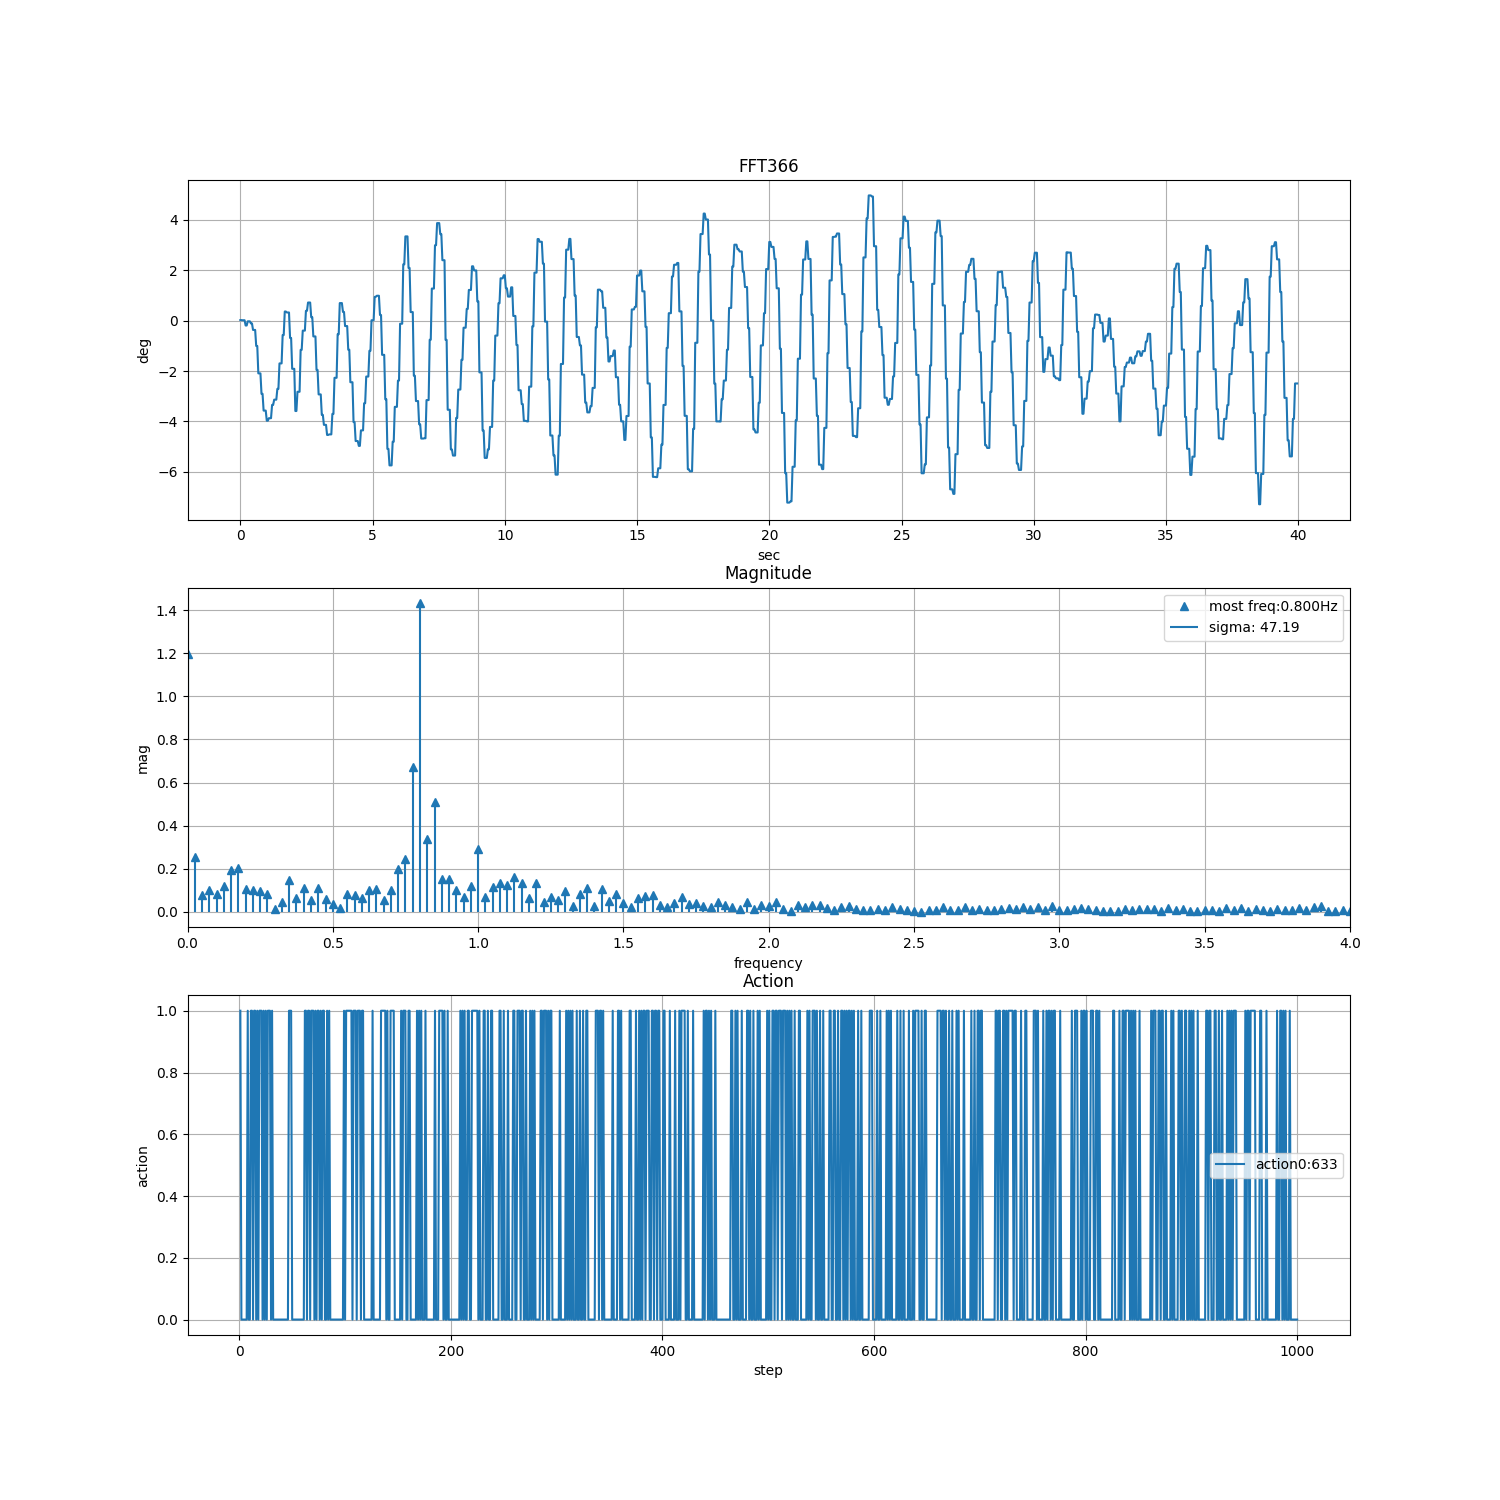 FFT366
4
2
0
−2
−4
−6
deg
0 5 10 15 20 25 30 35 40
sec
Magnitude
1.4
1.2
1.0
0.8
0.6
0.4
0.2
0.0
mag
most freq:0.800Hz
sigma: 47.19
0.0 0.5 1.0 1.5 2.0 2.5 3.0 3.5 4.0
frequency
Action
1.0
0.8
0.6
0.4
0.2
0.0
action
action0:633
0 200 400 600 800 1000
step